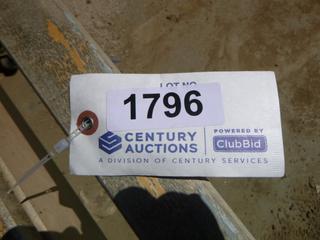 LOT NO.
1796
CENTURY
AUCTIONS
POWERED BY
ClubBid
A DIVISION OF CENTURY SERVICES